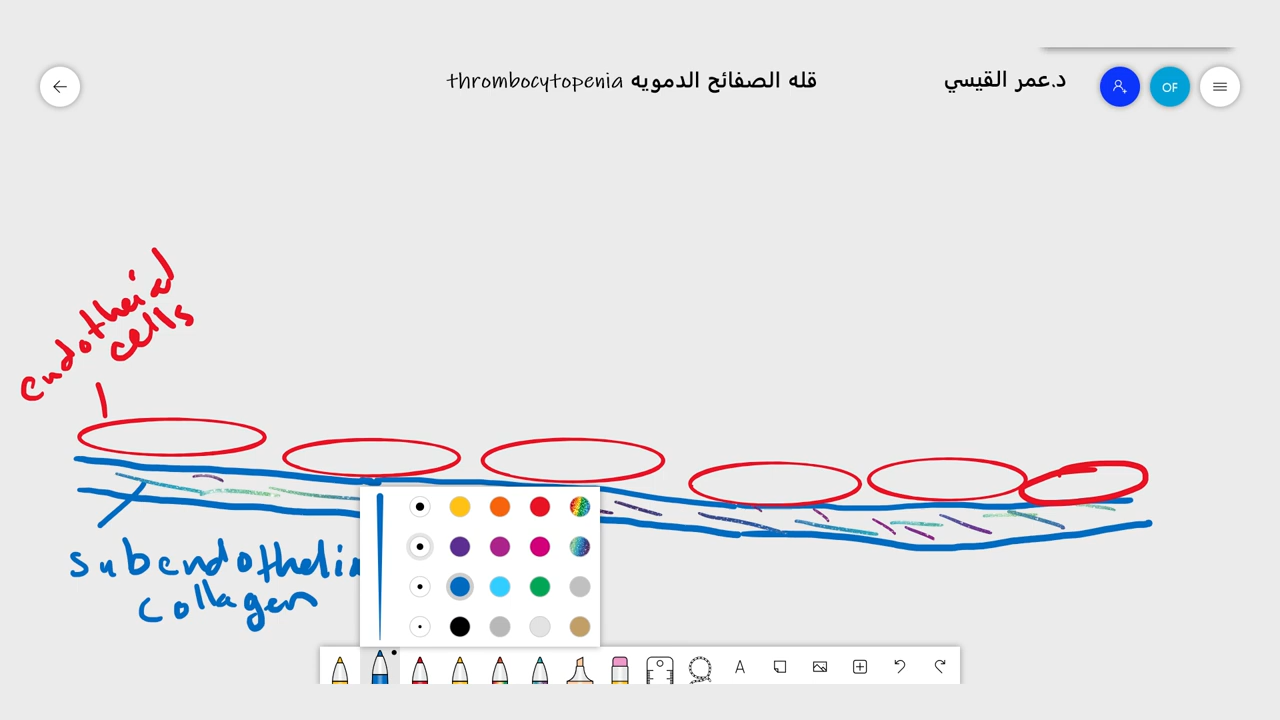 thrombocytopenia قله الصفائح الدمويه
د.عمر القيسي
OF
endothelial
cells
subendothelia
collagen
A